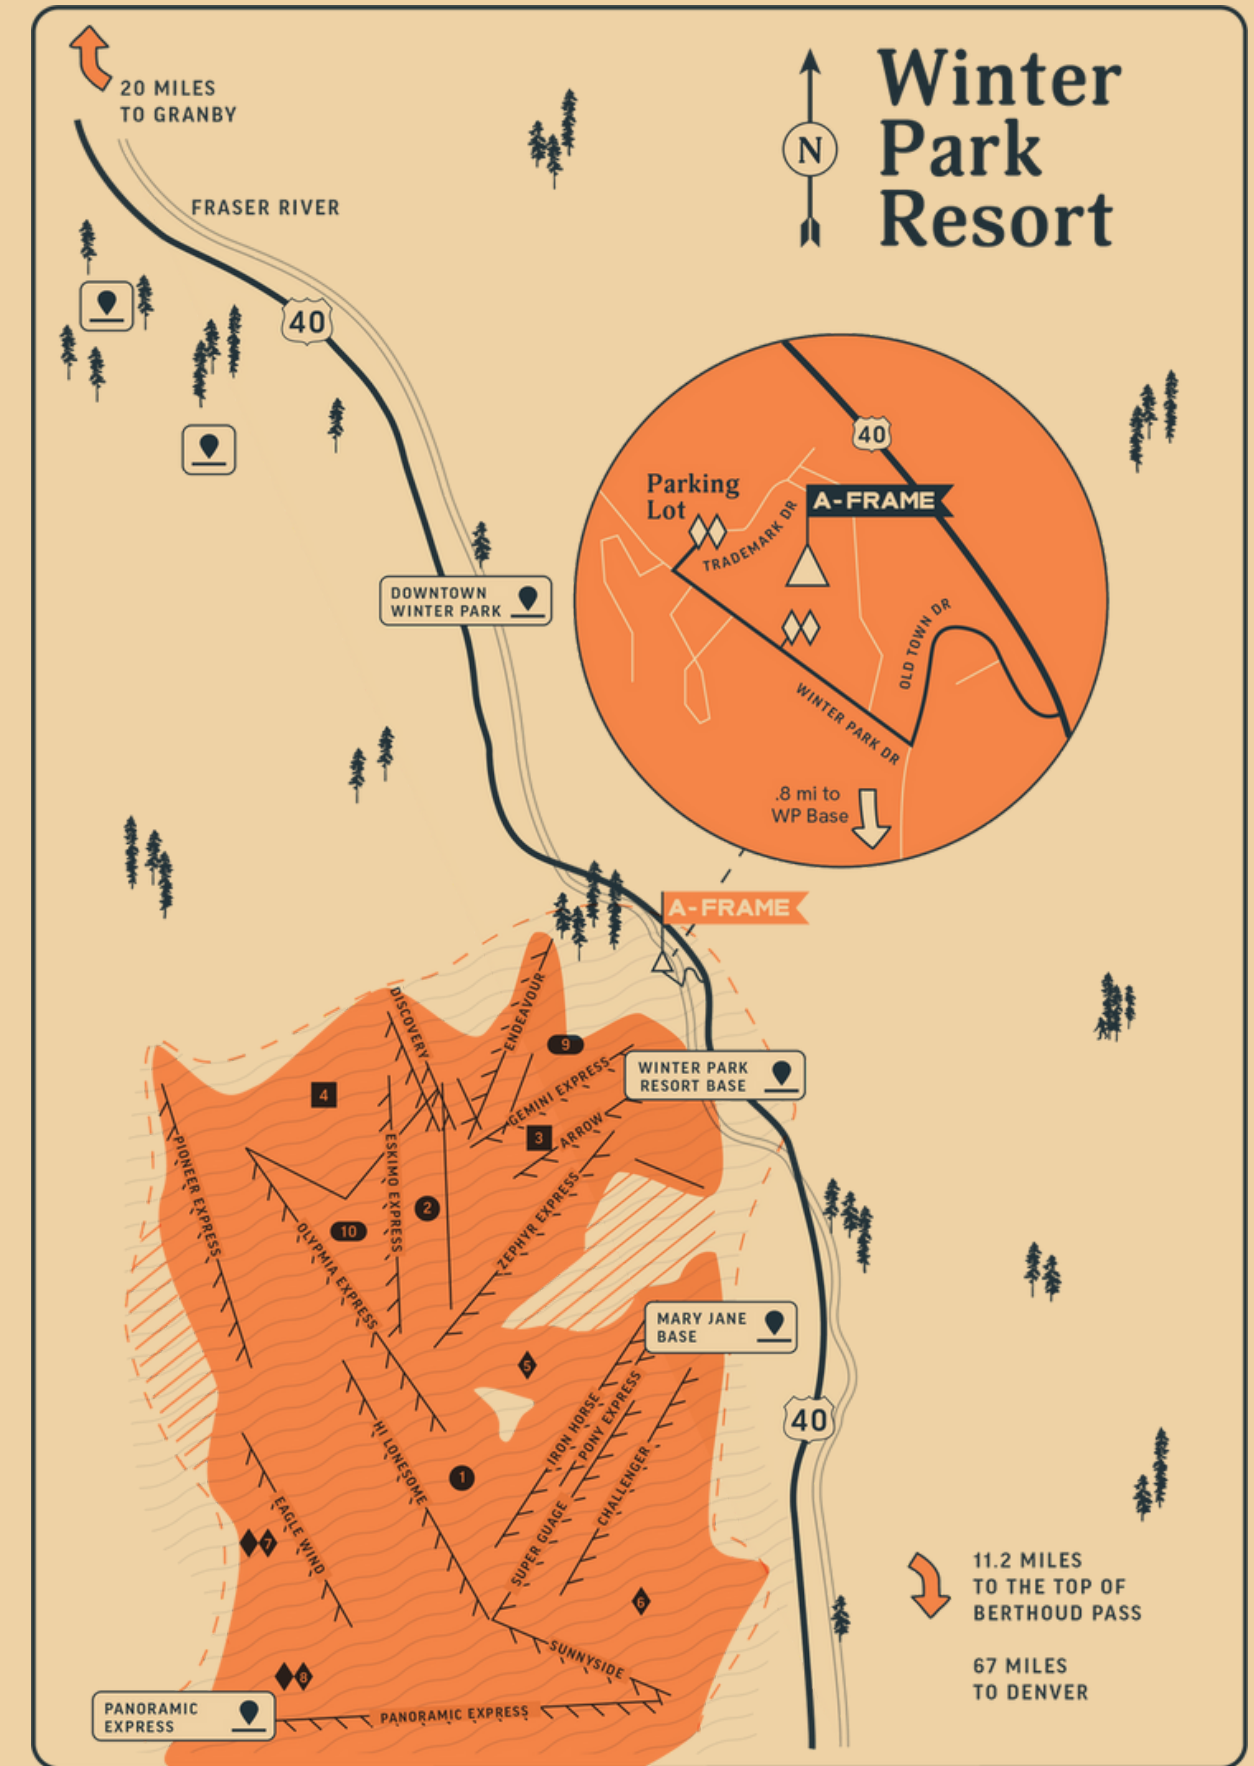 20 MILES
TO GRANBY
Winter
Park
Resort
N
FRASER RIVER
40
40
Parking
Lot
A-FRAME
TRADEMARK DR
OLD TOWN DR
WINTER PARK DR
.8 mi to
WP Base
DOWNTOWN
WINTER PARK
A-FRAME
DISCOVERY
ENDEAVOUR
9
WINTER PARK
RESORT BASE
GEMINI EXPRESS
4
3
ARROW
PIONEER EXPRESS
ESKIMO EXPRESS
2
10
OLYMPIA EXPRESS
ZEPHYR EXPRESS
MARY JANE
BASE
5
40
IRON HORSE
PONY EXPRESS
HI LONESOME
CHALLENGER
1
EAGLE WIND
7
SUPER GUAGE
6
11.2 MILES
TO THE TOP OF
BERTHOUD PASS
67 MILES
TO DENVER
SUNNYSIDE
8
PANORAMIC
EXPRESS
PANORAMIC EXPRESS